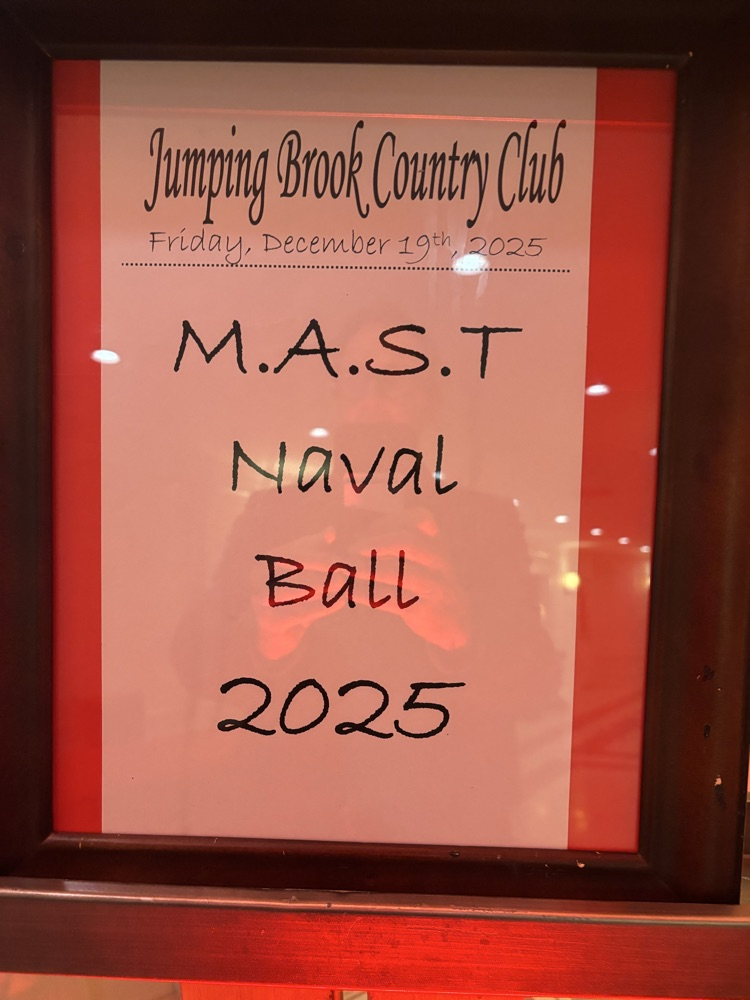 Jumping Brook Country Club
Friday, December 19th, 2025
M.A.S.T
Naval
Ball
2025